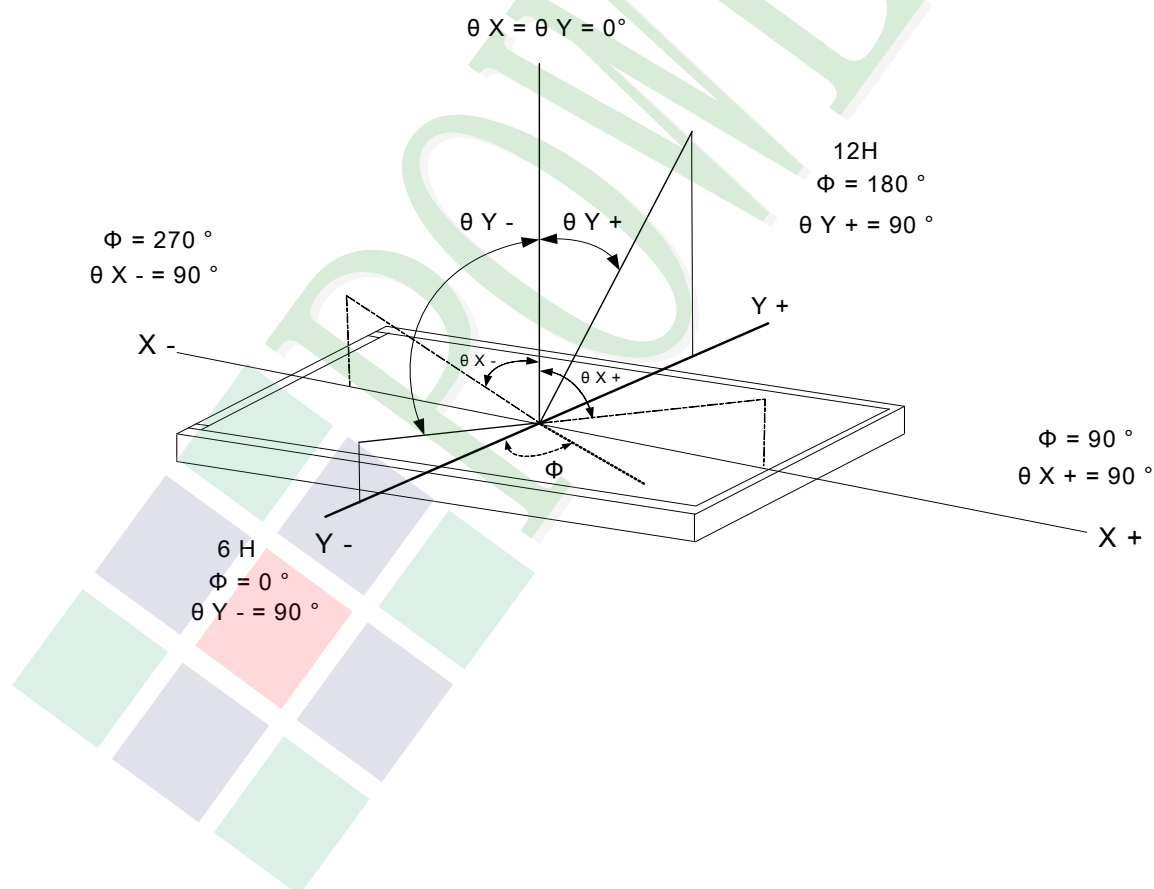 θ X = θ Y = 0°
12H
Φ = 180 °
θ Y + = 90 °
θ Y - θ Y +
Φ = 270 °
θ X - = 90 °
Y +
X -
θ X -
θ X +
Φ = 90 °
θ X + = 90 °
Φ
X +
Y -
6 H
Φ = 0 °
θ Y - = 90 °